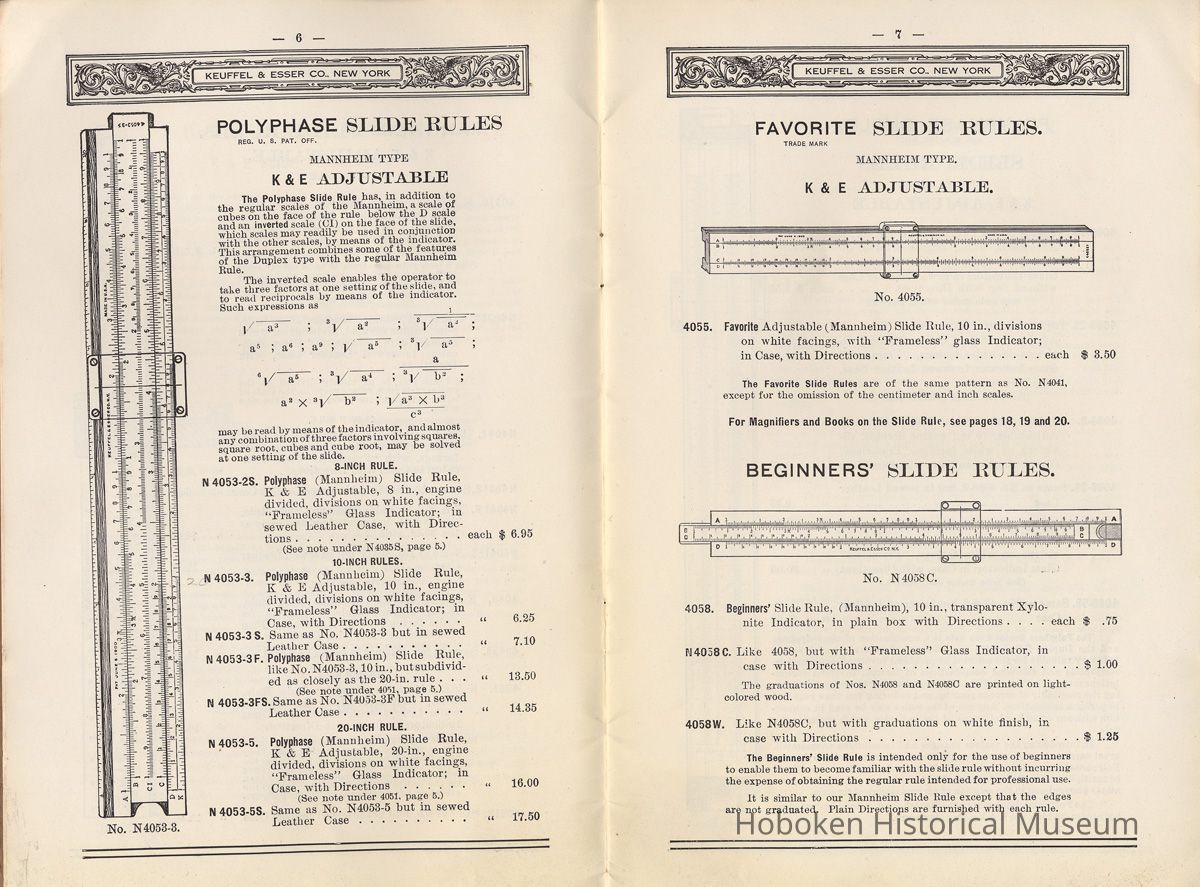 — 6 —
KEUFFEL & ESSER CO., NEW YORK
POLYPHASE SLIDE RULES
REG. U. S. PAT. OFF.
MANNHEIM TYPE
K & E ADJUSTABLE
The Polyphase Slide Rule has, in addition to
the regular scales of the Mannheim, a scale of
cubes on the face of the rule below the D scale
and an inverted scale (CI) on the face of the slide,
which scales may readily be used in conjunction
with the other scales, by means of the indicator.
This arrangement combines some of the features
of the Duplex type with the regular Mannheim
Rule.
The inverted scale enables the operator to
take three factors at one setting of the slide, and
to read reciprocals by means of the indicator.
Such expressions as
may be read by means of the indicator, and almost
any combination of three factors involving squares,
square root, cubes and cube root, may be solved
at one setting of the slide.
8-INCH RULE.
N 4053-2S. Polyphase (Mannheim) Slide Rule,
K & E Adjustable, 8 in., engine
divided, divisions on white facings,
“Frameless” Glass Indicator; in
sewed Leather Case, with Direc-
tions . . . . . . . . . . . . . . . each $ 6.95
(See note under N4035S, page 5.)
10-INCH RULES.
N 4053-3. Polyphase (Mannheim) Slide Rule,
K & E Adjustable, 10 in., engine
divided, divisions on white facings,
“Frameless” Glass Indicator; in
Case, with Directions . . . . . . “ 6.25
N 4053-3 S. Same as No. N4053-3 but in sewed
Leather Case . . . . . . . . . . . “ 7.10
N 4053-3 F. Polyphase (Mannheim) Slide Rule,
like No. N4053-3, 10 in., but subdivid-
ed as closely as the 20-in. rule . . . “ 13.50
(See note under 4051, page 5.)
N 4053-3FS. Same as No. N4053-3F but in sewed
Leather Case . . . . . . . . . . . “ 14.35
20-INCH RULE.
N 4053-5. Polyphase (Mannheim) Slide Rule,
K & E Adjustable, 20-in., engine
divided, divisions on white facings,
“Frameless” Glass Indicator; in
Case, with Directions . . . . . . “ 16.00
(See note under 4051, page 5.)
N 4053-5S. Same as No. N4053-5 but in sewed
Leather Case . . . . . . . . . . “ 17.50
No. N4053-3.
— 7 —
KEUFFEL & ESSER CO., NEW YORK
FAVORITE SLIDE RULES.
TRADE MARK
MANNHEIM TYPE.
K & E ADJUSTABLE.
No. 4055.
4055. Favorite Adjustable (Mannheim) Slide Rule, 10 in., divisions
on white facings, with “Frameless” glass Indicator;
in Case, with Directions . . . . . . . . . . . . . . each $ 3.50
The Favorite Slide Rules are of the same pattern as No. N4041,
except for the omission of the centimeter and inch scales.
For Magnifiers and Books on the Slide Rule, see pages 18, 19 and 20.
BEGINNERS’ SLIDE RULES.
KEUFFEL & ESSER CO. N.Y.
No. N4058C.
4058. Beginners’ Slide Rule, (Mannheim), 10 in., transparent Xylo-
nite Indicator, in plain box with Directions . . . . each $ .75
N4058 C. Like 4058, but with “Frameless” Glass Indicator, in
case with Directions . . . . . . . . . . . . . . . . . . . $ 1.00
The graduations of Nos. N4058 and N4058C are printed on light-
colored wood.
4058 W. Like N4058C, but with graduations on white finish, in
case with Directions . . . . . . . . . . . . . . . . . . . $ 1.25
The Beginners’ Slide Rule is intended only for the use of beginners
to enable them to become familiar with the slide rule without incurring
the expense of obtaining the regular rule intended for professional use.
It is similar to our Mannheim Slide Rule except that the edges
are not graduated. Plain Directions are furnished with each rule.
Hoboken Historical Museum